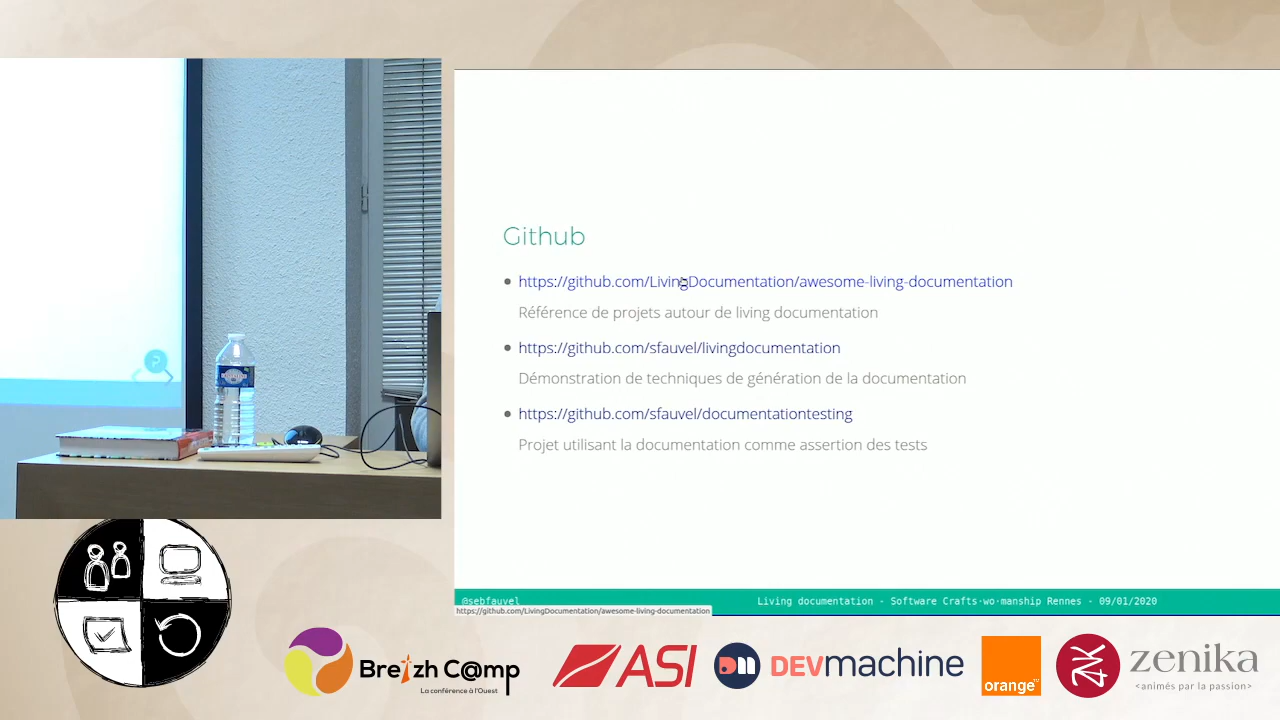 Github
https://github.com/LivingDocumentation/awesome-living-documentation
Référence de projets autour de living documentation
https://github.com/sfauvel/livingdocumentation
Démonstration de techniques de génération de la documentation
https://github.com/sfauvel/documentationtesting
Projet utilisant la documentation comme assertion des tests
@sebfauvel
Living documentation - Software Crafts·wo·manship Rennes - 09/01/2020
https://github.com/LivingDocumentation/awesome-living-documentation
Breizh C@mp
La conférence à l'Ouest
ASI
DEVmachine
orange™
zenika
<animés par la passion>